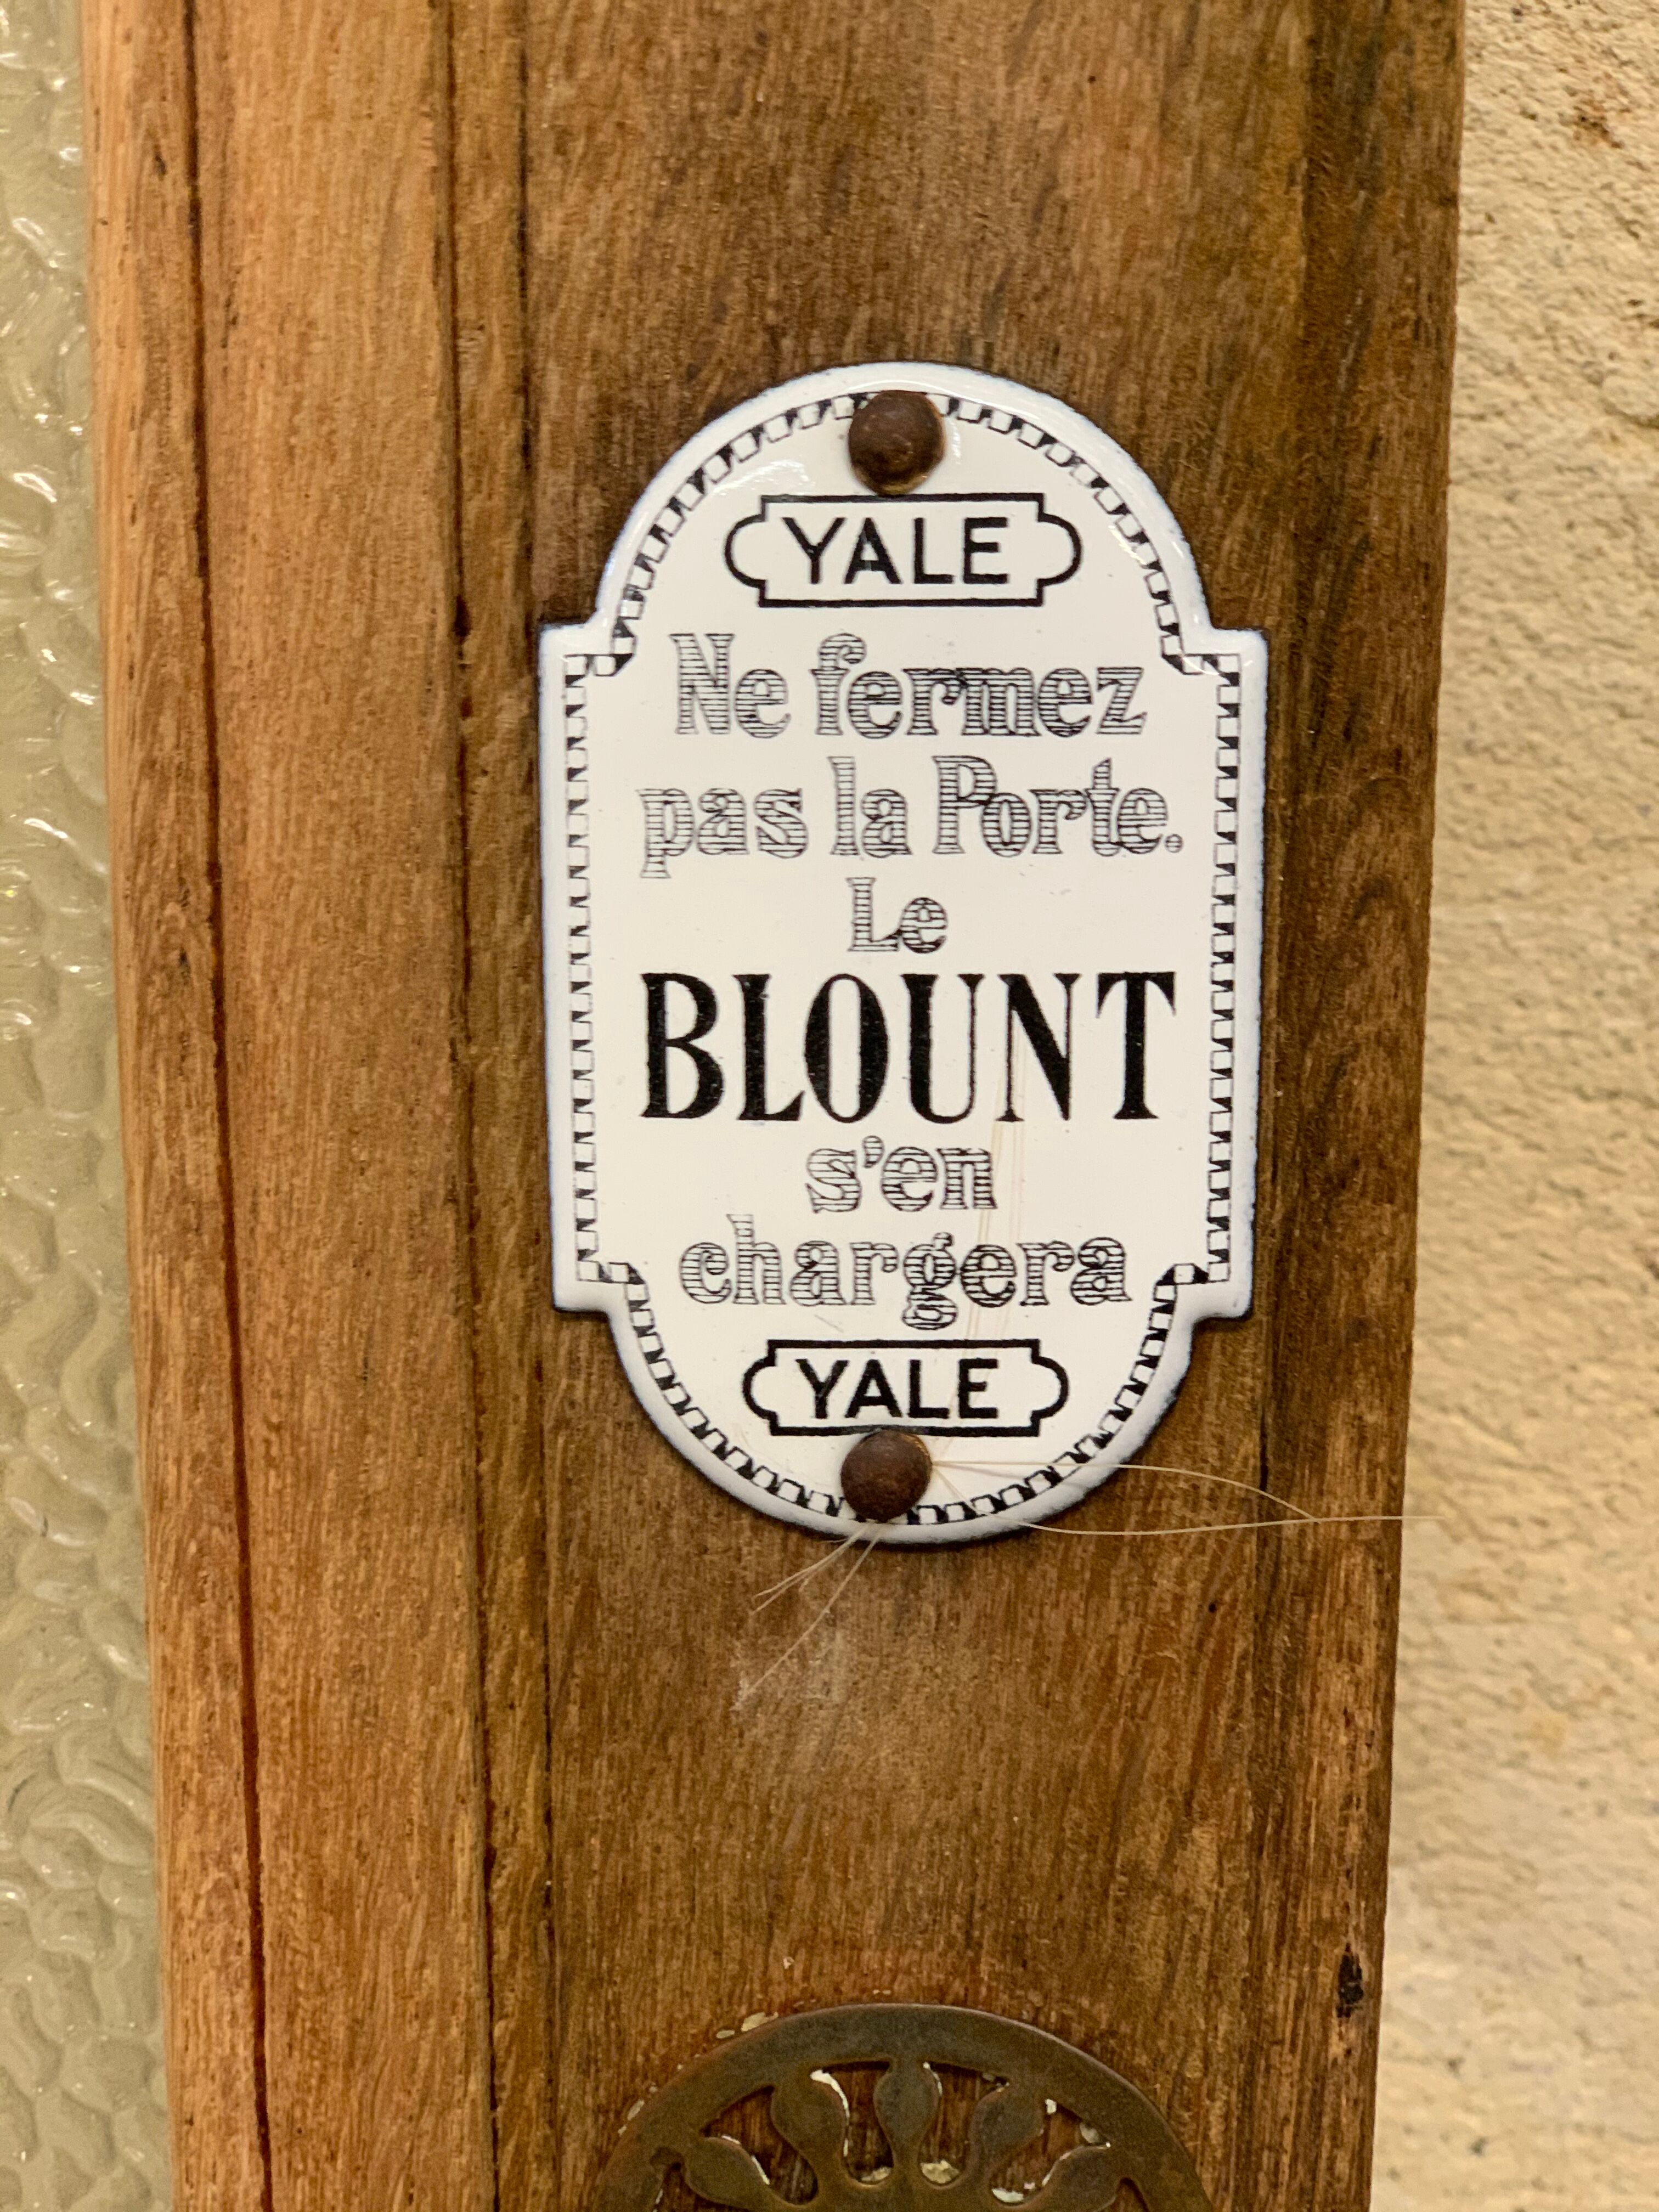 YALE
Ne fermez
pas la Porte.
Le
BLOUNT
s'en
chargera
YALE